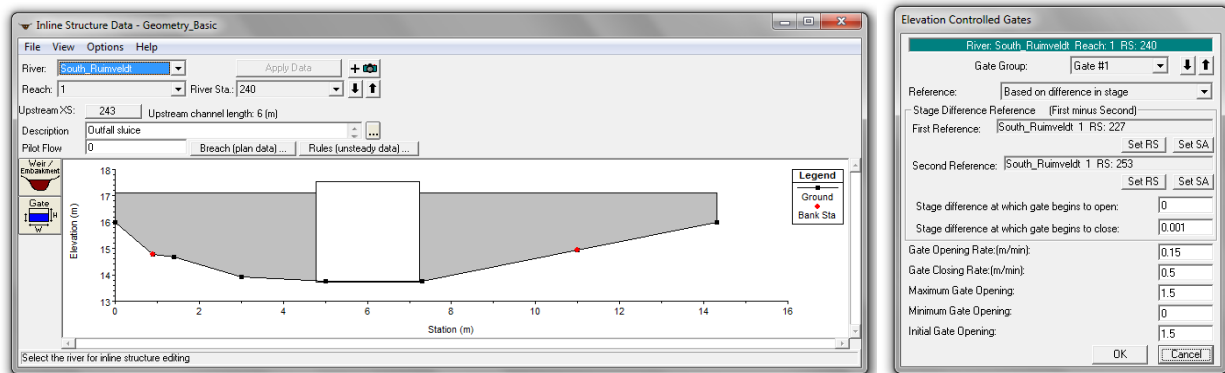 Inline Structure Data - Geometry_Basic
File View Options Help
River: South_Ruimveldt Apply Data
Reach: 1 River Sta.: 240
Upstream XS: 243 Upstream channel length: 6 (m)
Description Outfall sluice ...
Pilot Flow 0 Breach (plan data) ... Rules (unsteady data) ...
Weir /
Embankment
Gate
H
W
Elevation (m)
18
17
16
15
14
13
0 2 4 6 8 10 12 14 16
Station (m)
Legend
Ground
Bank Sta
Select the river for inline structure editing
Elevation Controlled Gates
River: South_Ruimveldt Reach: 1 RS: 240
Gate Group: Gate #1
Reference: Based on difference in stage
Stage Difference Reference (First minus Second)
First Reference: South_Ruimveldt 1 RS: 227
Set RS Set SA
Second Reference: South_Ruimveldt 1 RS: 253
Set RS Set SA
Stage difference at which gate begins to open: 0
Stage difference at which gate begins to close: 0.001
Gate Opening Rate:(m/min): 0.15
Gate Closing Rate:(m/min): 0.5
Maximum Gate Opening: 1.5
Minimum Gate Opening: 0
Initial Gate Opening: 1.5
OK Cancel